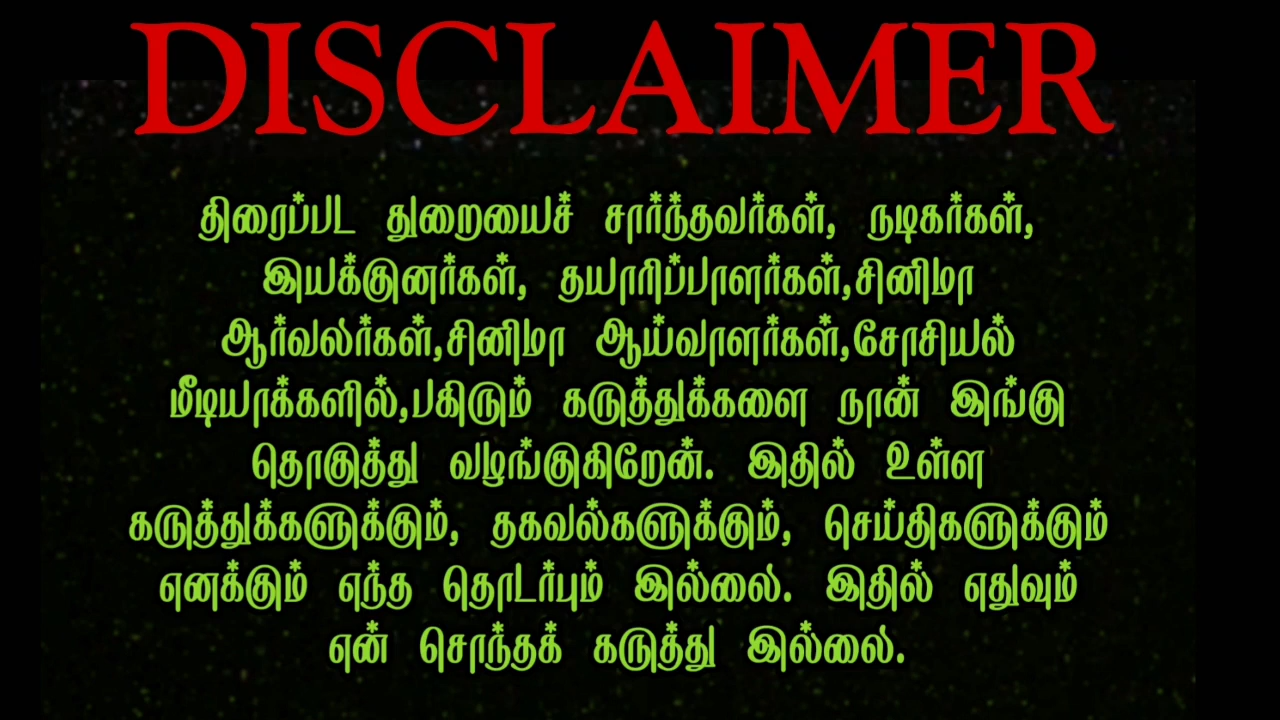 DISCLAIMER
திரைப்பட துறையைச் சார்ந்தவர்கள், நடிகர்கள்,
இயக்குனர்கள், தயாரிப்பாளர்கள்,சினிமா
ஆர்வலர்கள்,சினிமா ஆய்வாளர்கள்,சோசியல்
மீடியாக்களில்,பகிரும் கருத்துக்களை நான் இங்கு
தொகுத்து வழங்குகிறேன். இதில் உள்ள
கருத்துக்களுக்கும், தகவல்களுக்கும், செய்திகளுக்கும்
எனக்கும் எந்த தொடர்பும் இல்லை. இதில் எதுவும்
என் சொந்தக் கருத்து இல்லை.